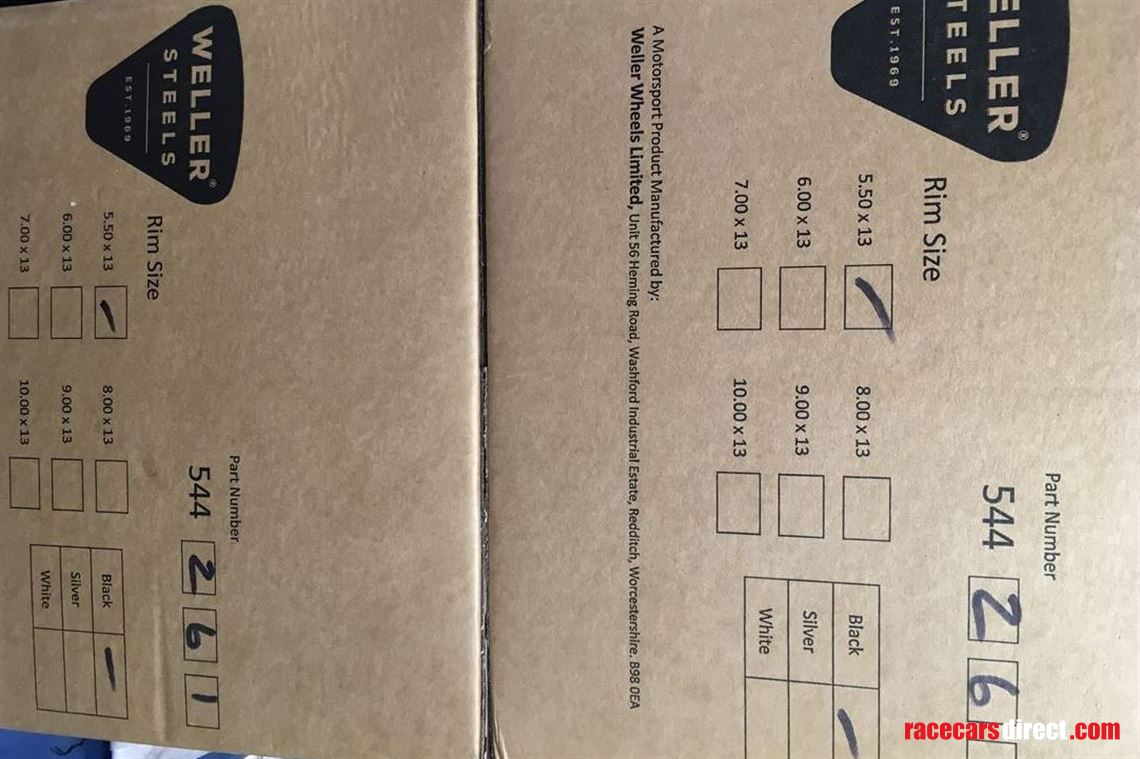 ELLER®
TEELS
EST.1969
Part Number
544 2 6
Rim Size
5.50 x 13
8.00 x 13
6.00 x 13
9.00 x 13
7.00 x 13
10.00 x 13
Black
Silver
White
A Motorsport Product Manufactured by:
Weller Wheels Limited, Unit 56 Heming Road, Washford Industrial Estate, Redditch, Worcestershire. B98 0EA
WELLER®
STEELS
EST.1969
Part Number
544 2 6 1
Rim Size
5.50 x 13
8.00 x 13
6.00 x 13
9.00 x 13
7.00 x 13
10.00 x 13
Black
Silver
White
racecarsdirect.com